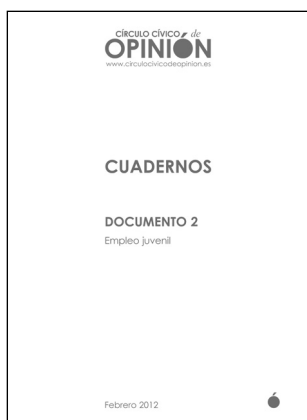 CÍRCULO CÍVICO de
OPINIÓN
www.circulocivicodeopinion.es
CUADERNOS
DOCUMENTO 2
Empleo juvenil
Febrero 2012